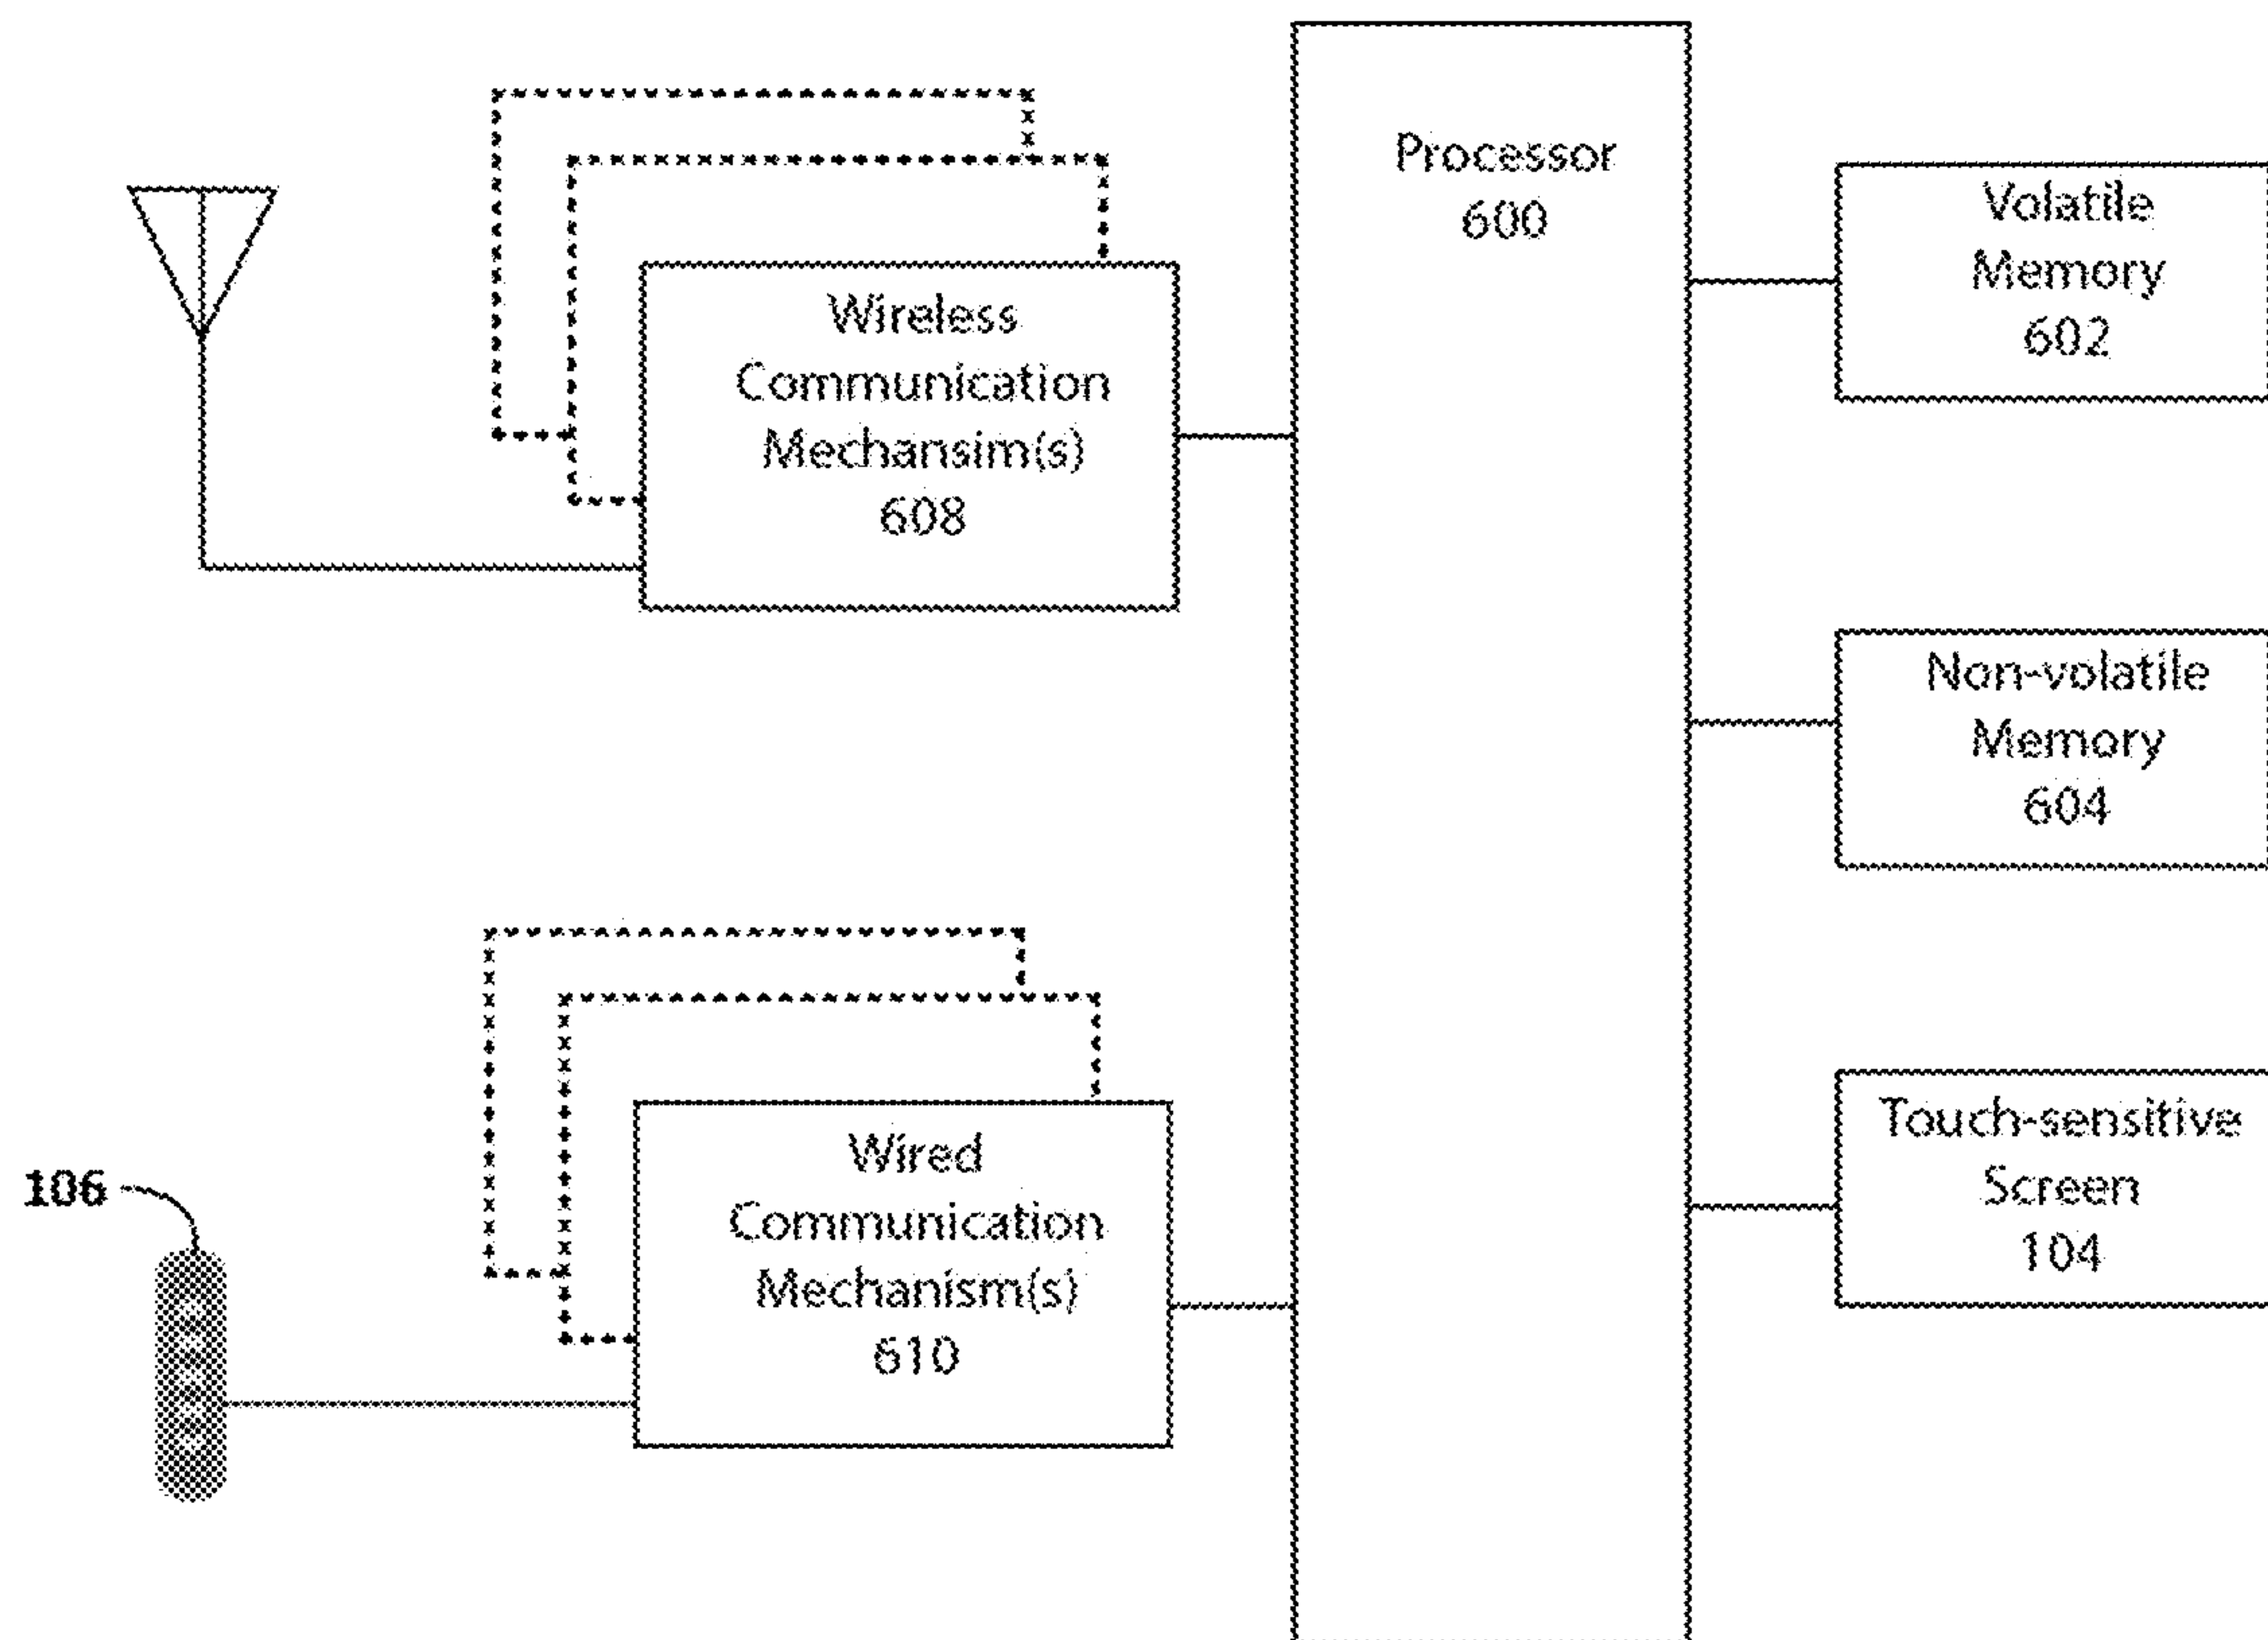 Processor
600
Volatile
Memory
602
Wireless
Communication
Mechansim(s)
608
Non-volatile
Memory
604
Touch-sensitive
Screen
104
Wired
Communication
Mechanism(s)
610
106